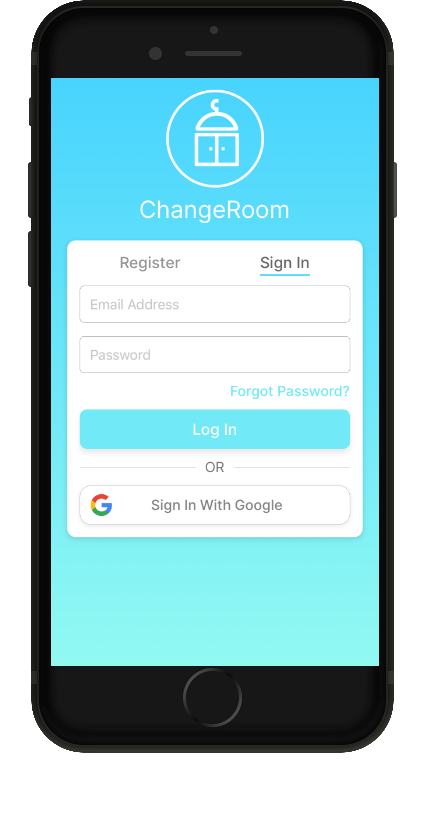 ChangeRoom
Register Sign In
Email Address
Password
Forgot Password?
Log In
OR
Sign In With Google